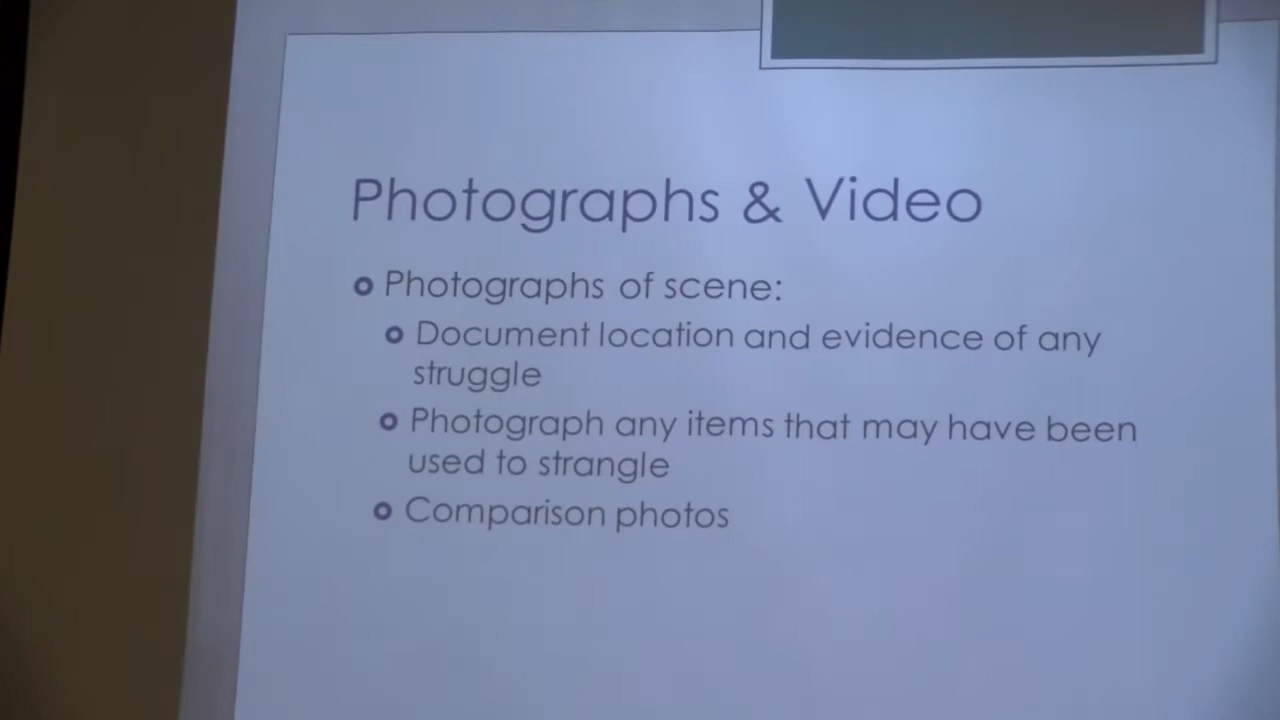 Photographs & Video
Photographs of scene:
Document location and evidence of any
struggle
Photograph any items that may have been
used to strangle
Comparison photos